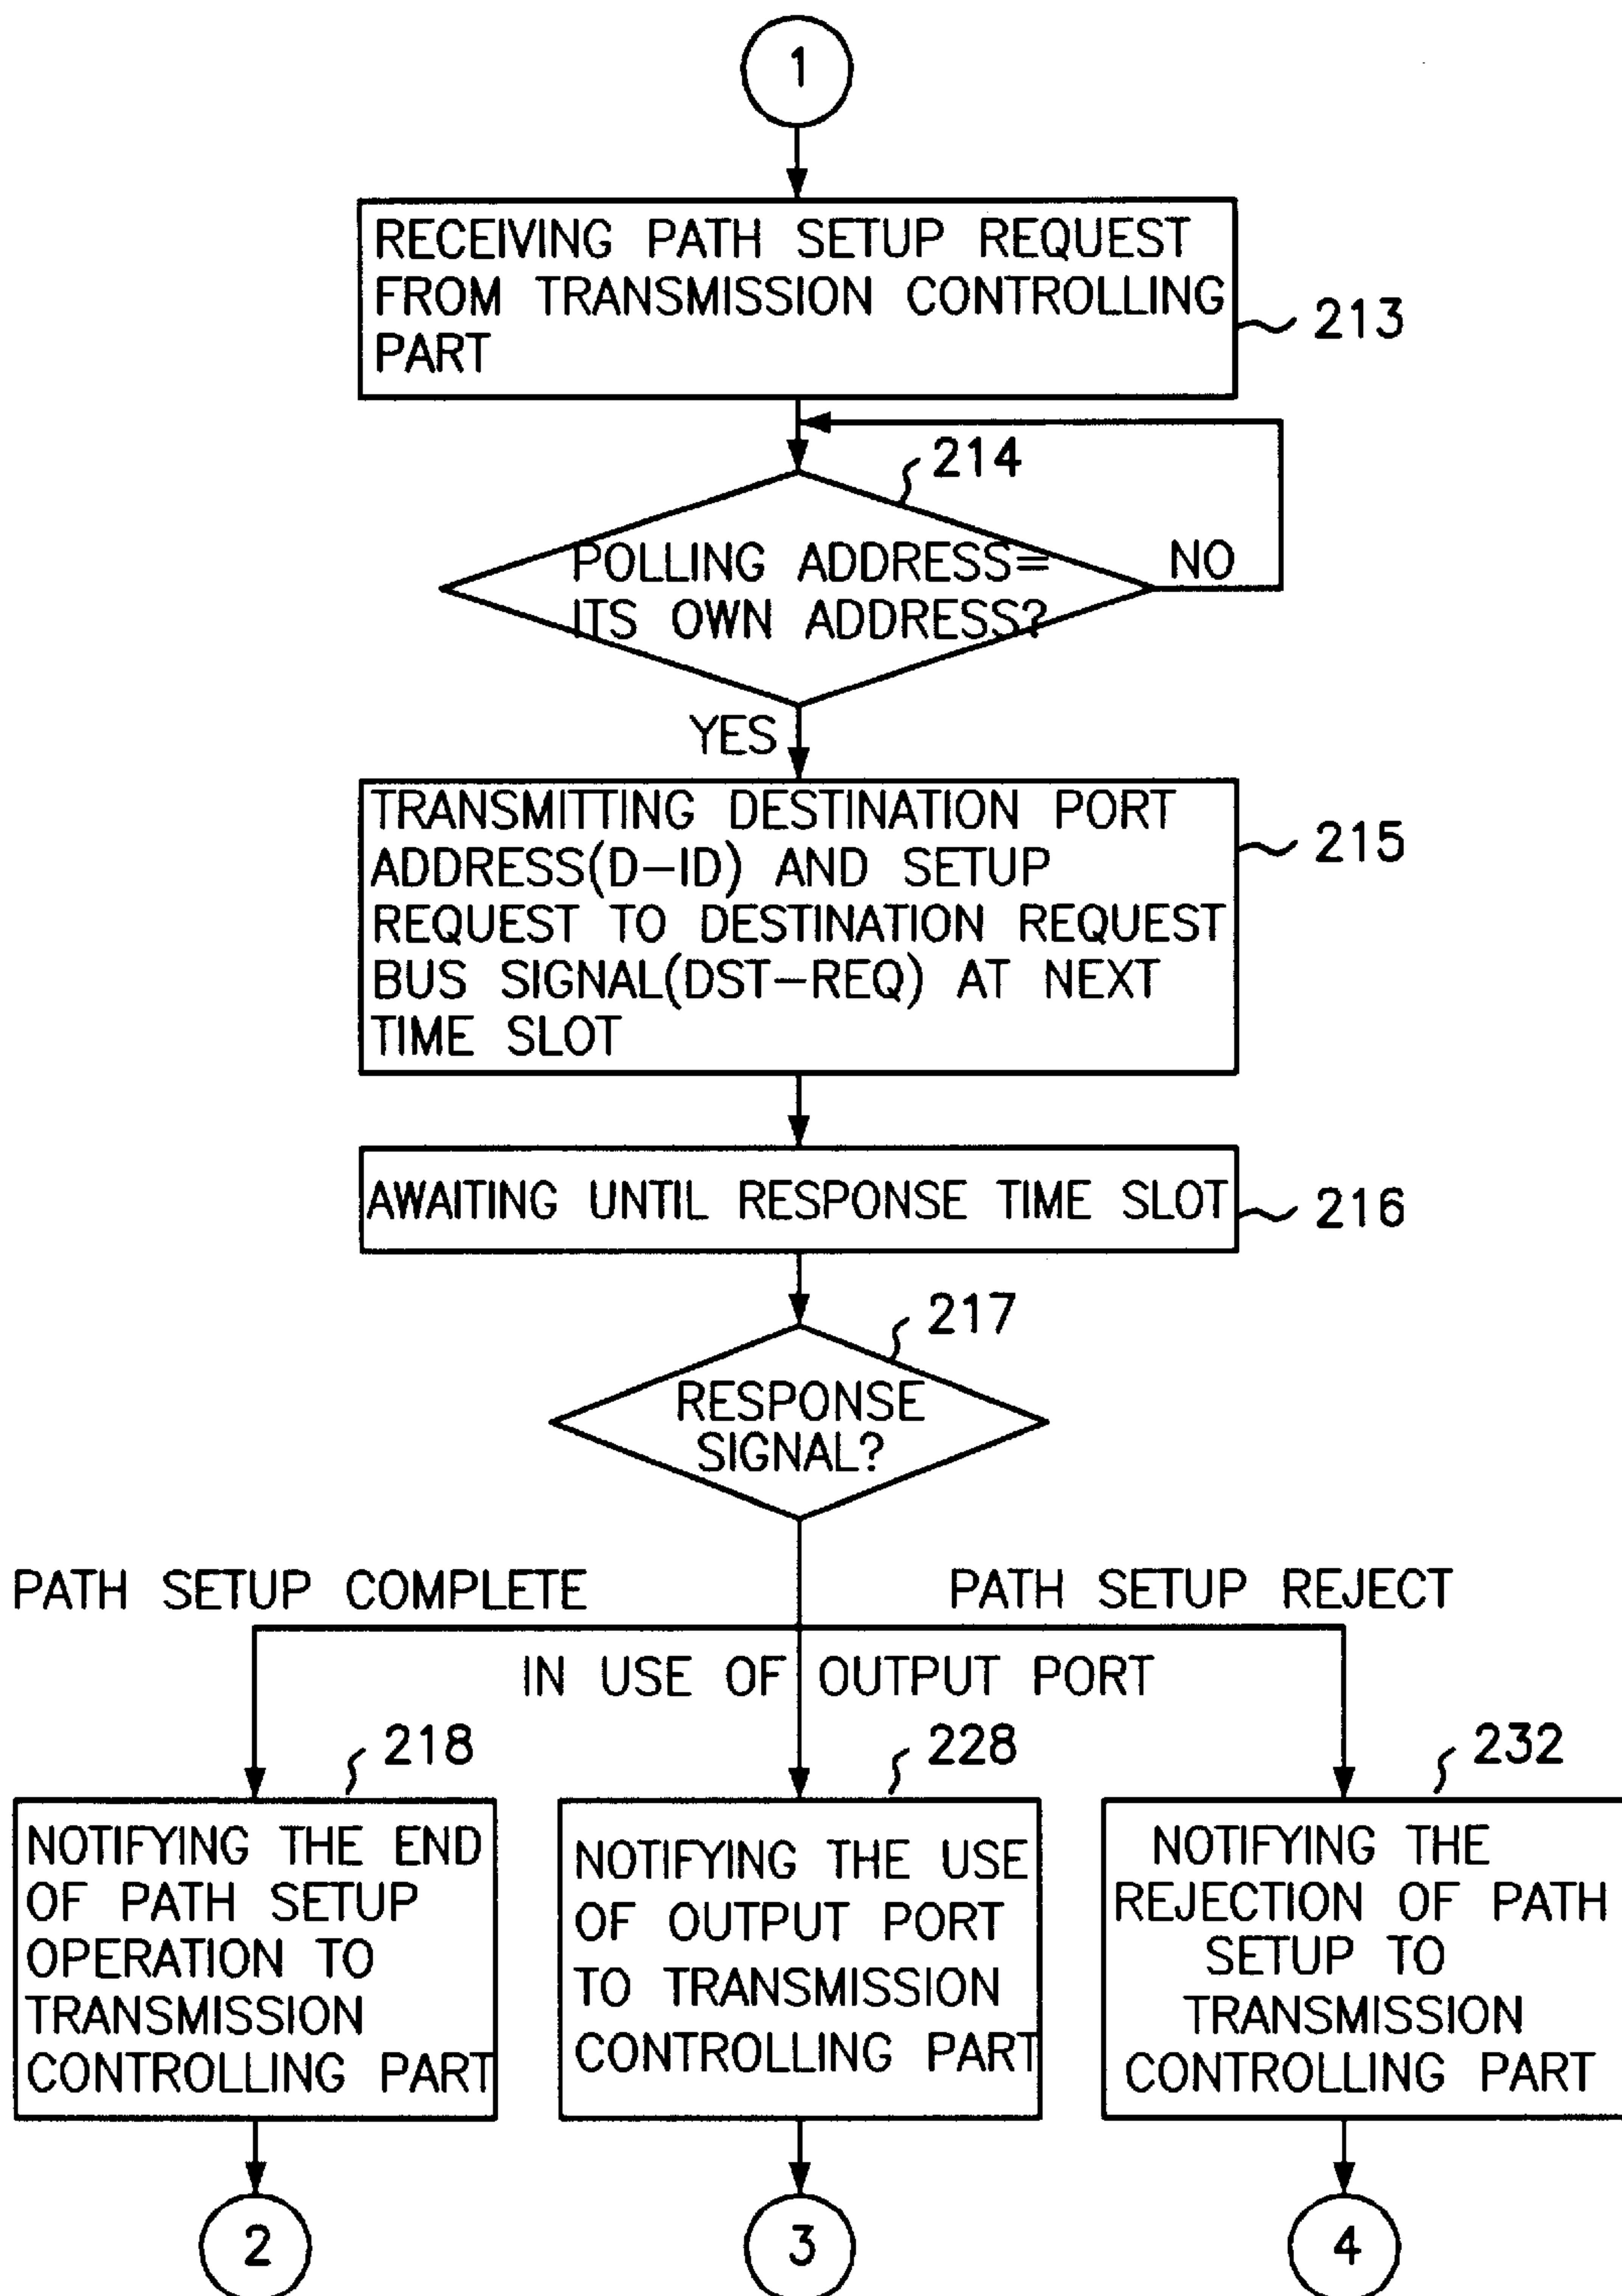 1
RECEIVING PATH SETUP REQUEST
FROM TRANSMISSION CONTROLLING
PART
213
214
POLLING ADDRESS=
ITS OWN ADDRESS?
NO
YES
TRANSMITTING DESTINATION PORT
ADDRESS(D-ID) AND SETUP
REQUEST TO DESTINATION REQUEST
BUS SIGNAL(DST-REQ) AT NEXT
TIME SLOT
215
AWAITING UNTIL RESPONSE TIME SLOT
216
217
RESPONSE
SIGNAL?
PATH SETUP COMPLETE
PATH SETUP REJECT
IN USE OF OUTPUT PORT
218
228
232
NOTIFYING THE END
OF PATH SETUP
OPERATION TO
TRANSMISSION
CONTROLLING PART
NOTIFYING THE USE
OF OUTPUT PORT
TO TRANSMISSION
CONTROLLING PART
NOTIFYING THE
REJECTION OF PATH
SETUP TO
TRANSMISSION
CONTROLLING PART
2
3
4